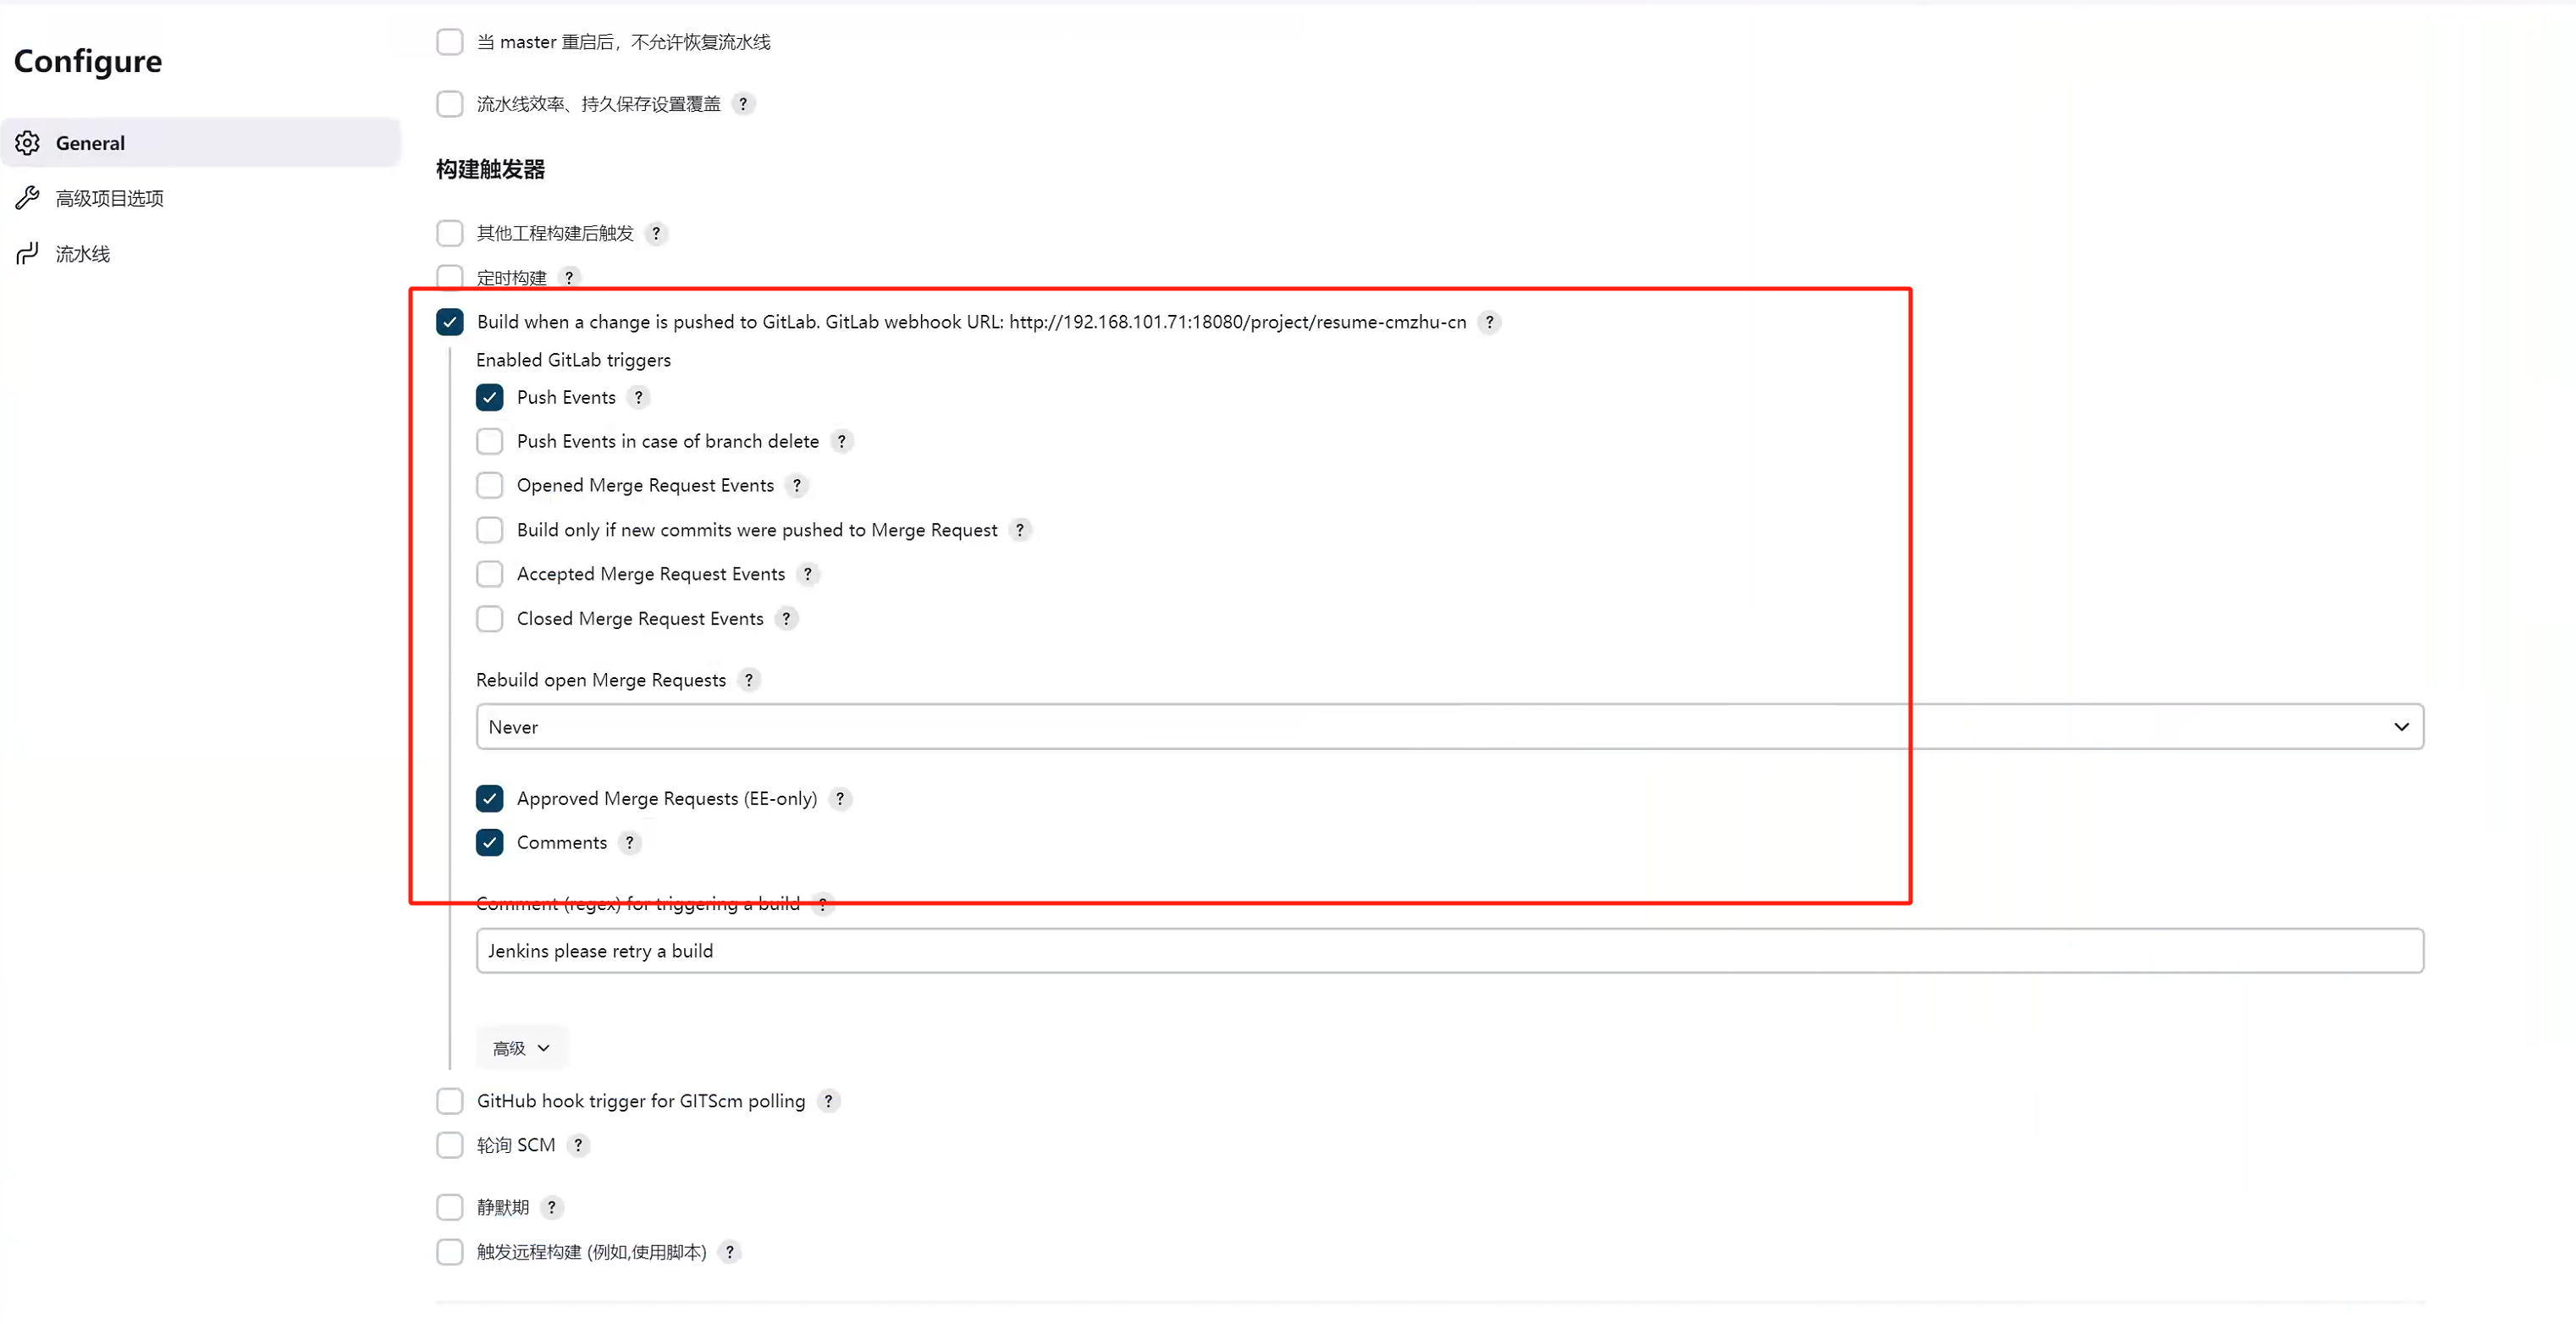 Configure
General
高级项目选项
流水线
当 master 重启后，不允许恢复流水线
流水线效率、持久保存设置覆盖 ?
构建触发器
其他工程构建后触发 ?
定时构建 ?
Build when a change is pushed to GitLab. GitLab webhook URL: http://192.168.101.71:18080/project/resume-cmzhu-cn ?
Enabled GitLab triggers
Push Events ?
Push Events in case of branch delete ?
Opened Merge Request Events ?
Build only if new commits were pushed to Merge Request ?
Accepted Merge Request Events ?
Closed Merge Request Events ?
Rebuild open Merge Requests ?
Never
Approved Merge Requests (EE-only) ?
Comments ?
Comment (regex) for triggering a build ?
Jenkins please retry a build
高级
GitHub hook trigger for GITScm polling ?
轮询 SCM ?
静默期 ?
触发远程构建 (例如,使用脚本) ?